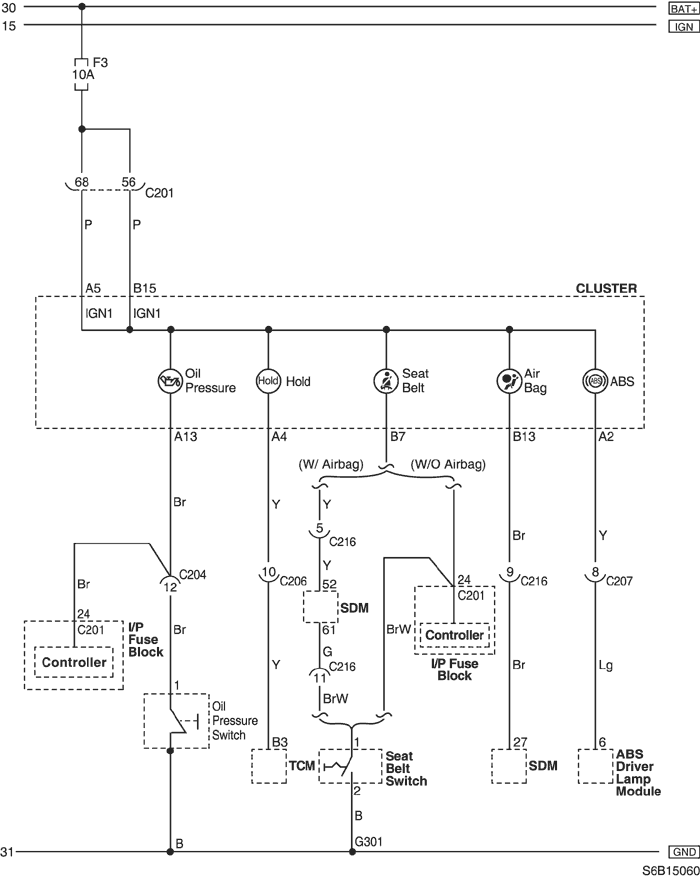 30
BAT+
15
IGN
F3
10A
68
56
C201
P
P
A5
B15
CLUSTER
IGN1
IGN1
Oil
Pressure
Hold
Hold
Seat
Belt
Air
Bag
ABS
ABS
A13
A4
B7
B13
A2
(W/ Airbag)
(W/O Airbag)
Br
Y
Y
Br
Y
5
C216
C204
12
10
C206
Y
9
C216
8
C207
Br
52
SDM
24
C201
24
C201
I/P
Fuse
Block
Controller
Br
61
BrW
Controller
I/P Fuse
Block
G
C216
11
Y
Br
Lg
BrW
1
Oil
Pressure
Switch
B3
TCM
1
Seat
Belt
Switch
2
27
SDM
6
ABS
Driver
Lamp
Module
B
B
G301
31
GND
S6B15060